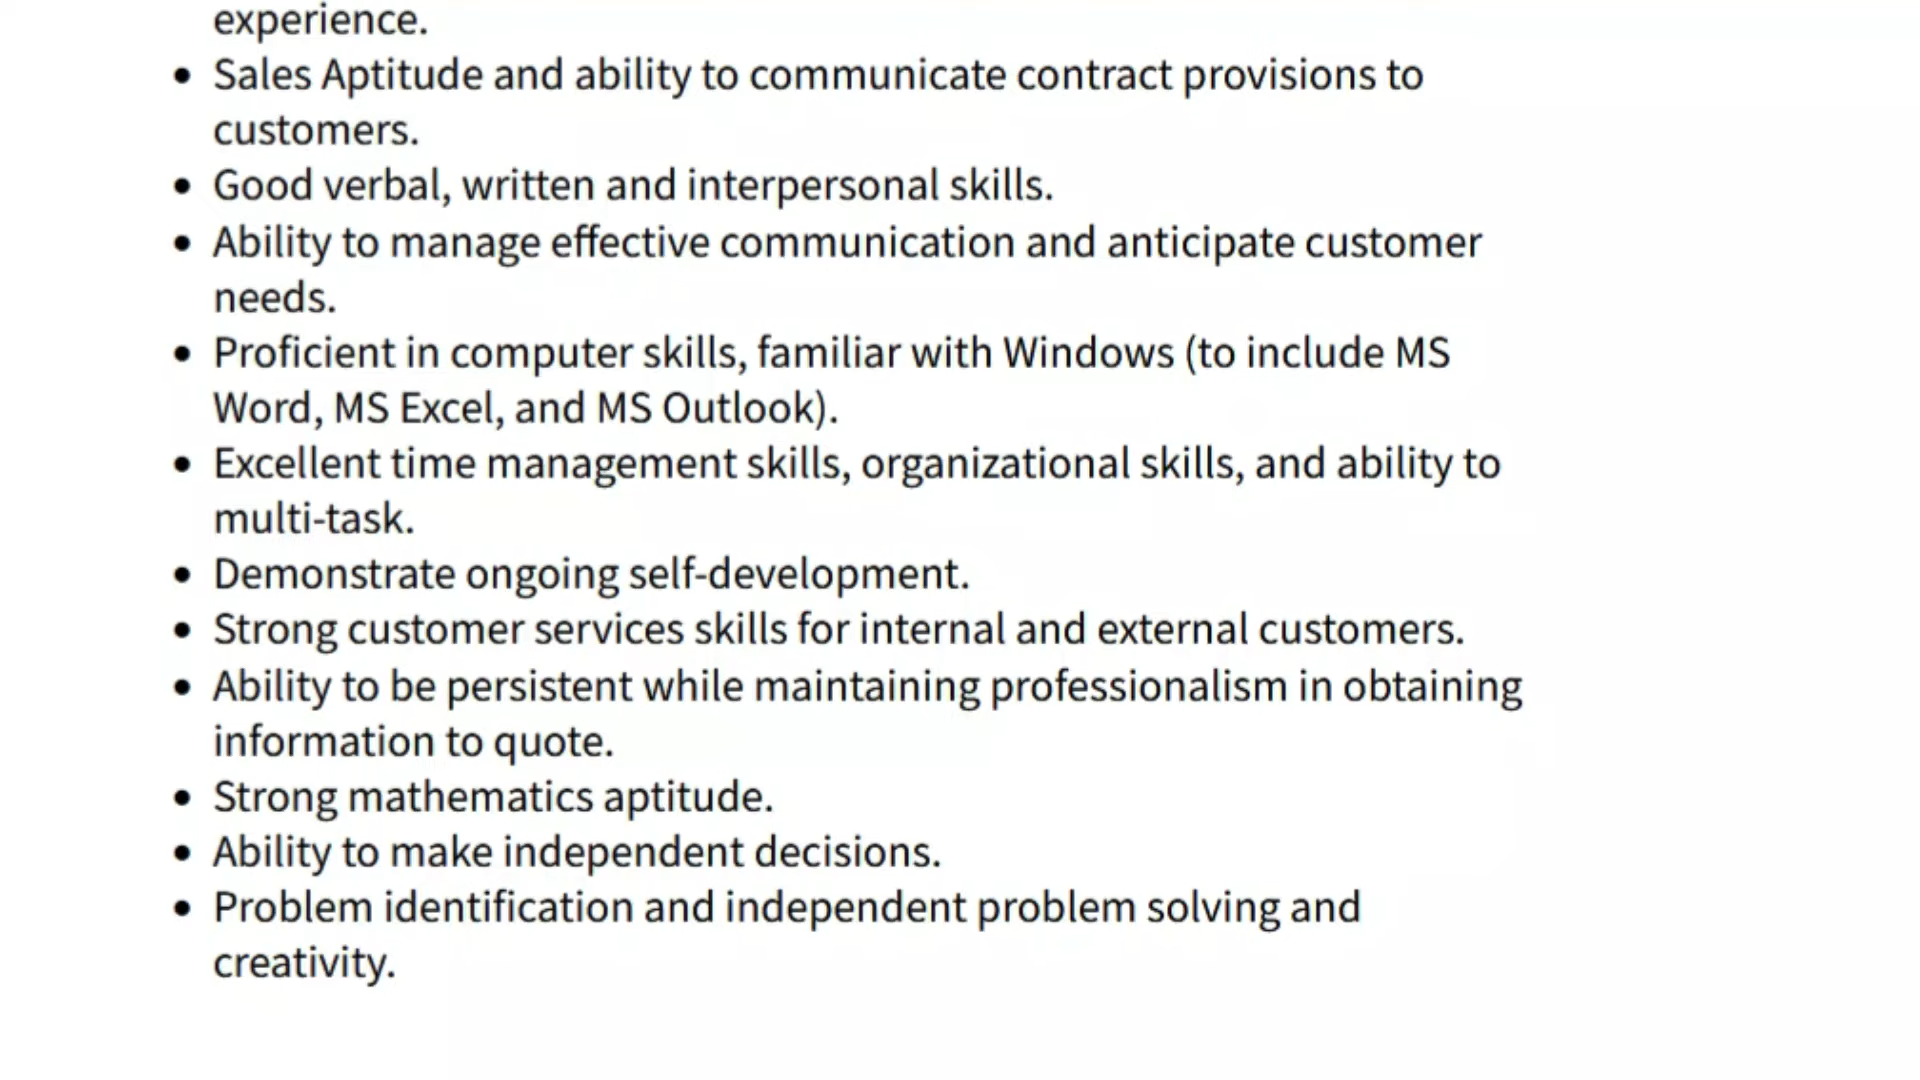 experience.
• Sales Aptitude and ability to communicate contract provisions to
customers.
• Good verbal, written and interpersonal skills.
• Ability to manage effective communication and anticipate customer
needs.
• Proficient in computer skills, familiar with Windows (to include MS
Word, MS Excel, and MS Outlook).
• Excellent time management skills, organizational skills, and ability to
multi-task.
• Demonstrate ongoing self-development.
• Strong customer services skills for internal and external customers.
• Ability to be persistent while maintaining professionalism in obtaining
information to quote.
• Strong mathematics aptitude.
• Ability to make independent decisions.
• Problem identification and independent problem solving and
creativity.